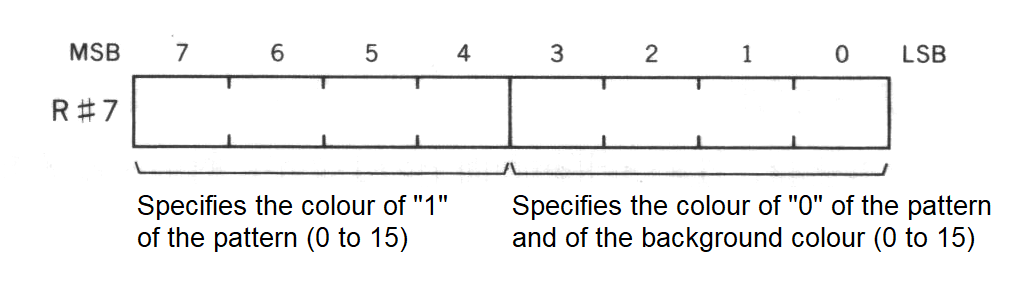 MSB 7 6 5 4 3 2 1 0 LSB
R#7
Specifies the colour of "1"
of the pattern (0 to 15)
Specifies the colour of "0" of the pattern
and of the background colour (0 to 15)